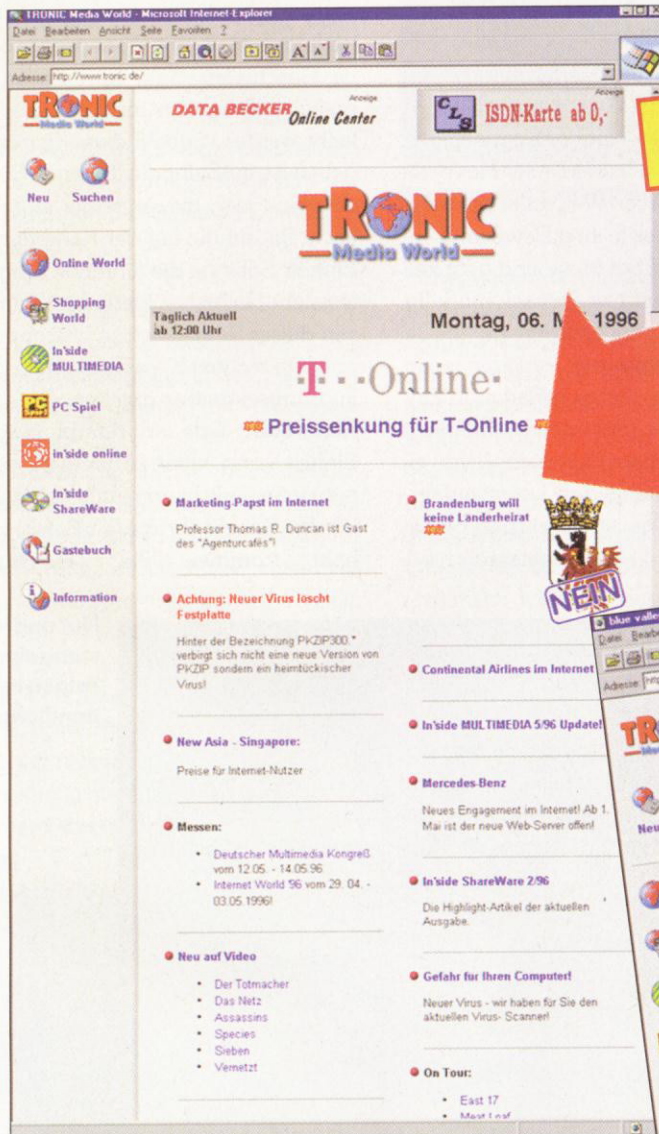 TRONIC Media World - Microsoft Internet Explorer
Datei Bearbeiten Ansicht Seite Favoriten ?
Adresse http://www.tronic.de/
TRONIC
Media World
Neu Suchen
Online World
Shopping
World
In'side
MULTIMEDIA
PC Spiel
in'side online
In'side
ShareWare
Gästebuch
Information
Anzeige
DATA BECKER Online Center
Anzeige
CLS ISDN-Karte ab 0,-
TRONIC
Media World
Täglich Aktuell
ab 12:00 Uhr
Montag, 06. 1996
T Online
Preissenkung für T-Online
Marketing-Papst im Internet
Professor Thomas R. Duncan ist Gast
des "Agenturcafés"!
Achtung: Neuer Virus löscht
Festplatte
Hinter der Bezeichnung PKZIP300.*
verbirgt sich nicht eine neue Version von
PKZIP sondern ein heimtückischer
Virus!
New Asia - Singapore:
Preise für Internet-Nutzer
Messen:
Deutscher Multimedia Kongreß
vom 12.05. - 14.05.96
Internet World '96 vom 29. 04. -
03.05.1996!
Neu auf Video
Der Totmacher
Das Netz
Assassins
Species
Sieben
Vernetzt
Brandenburg will
keine Länderheirat
NEIN
Continental Airlines im Internet
In'side MULTIMEDIA 5/96 Update!
Mercedes-Benz
Neues Engagement im Internet! Ab 1.
Mai ist der neue Web-Server offen!
In'side ShareWare 2/96
Die Highlight-Artikel der aktuellen
Ausgabe.
Gefahr für Ihren Computer!
Neuer Virus - wir haben für Sie den
aktuellen Virus- Scanner!
On Tour:
East 17
Meat Loaf
blue
Datei
Adresse